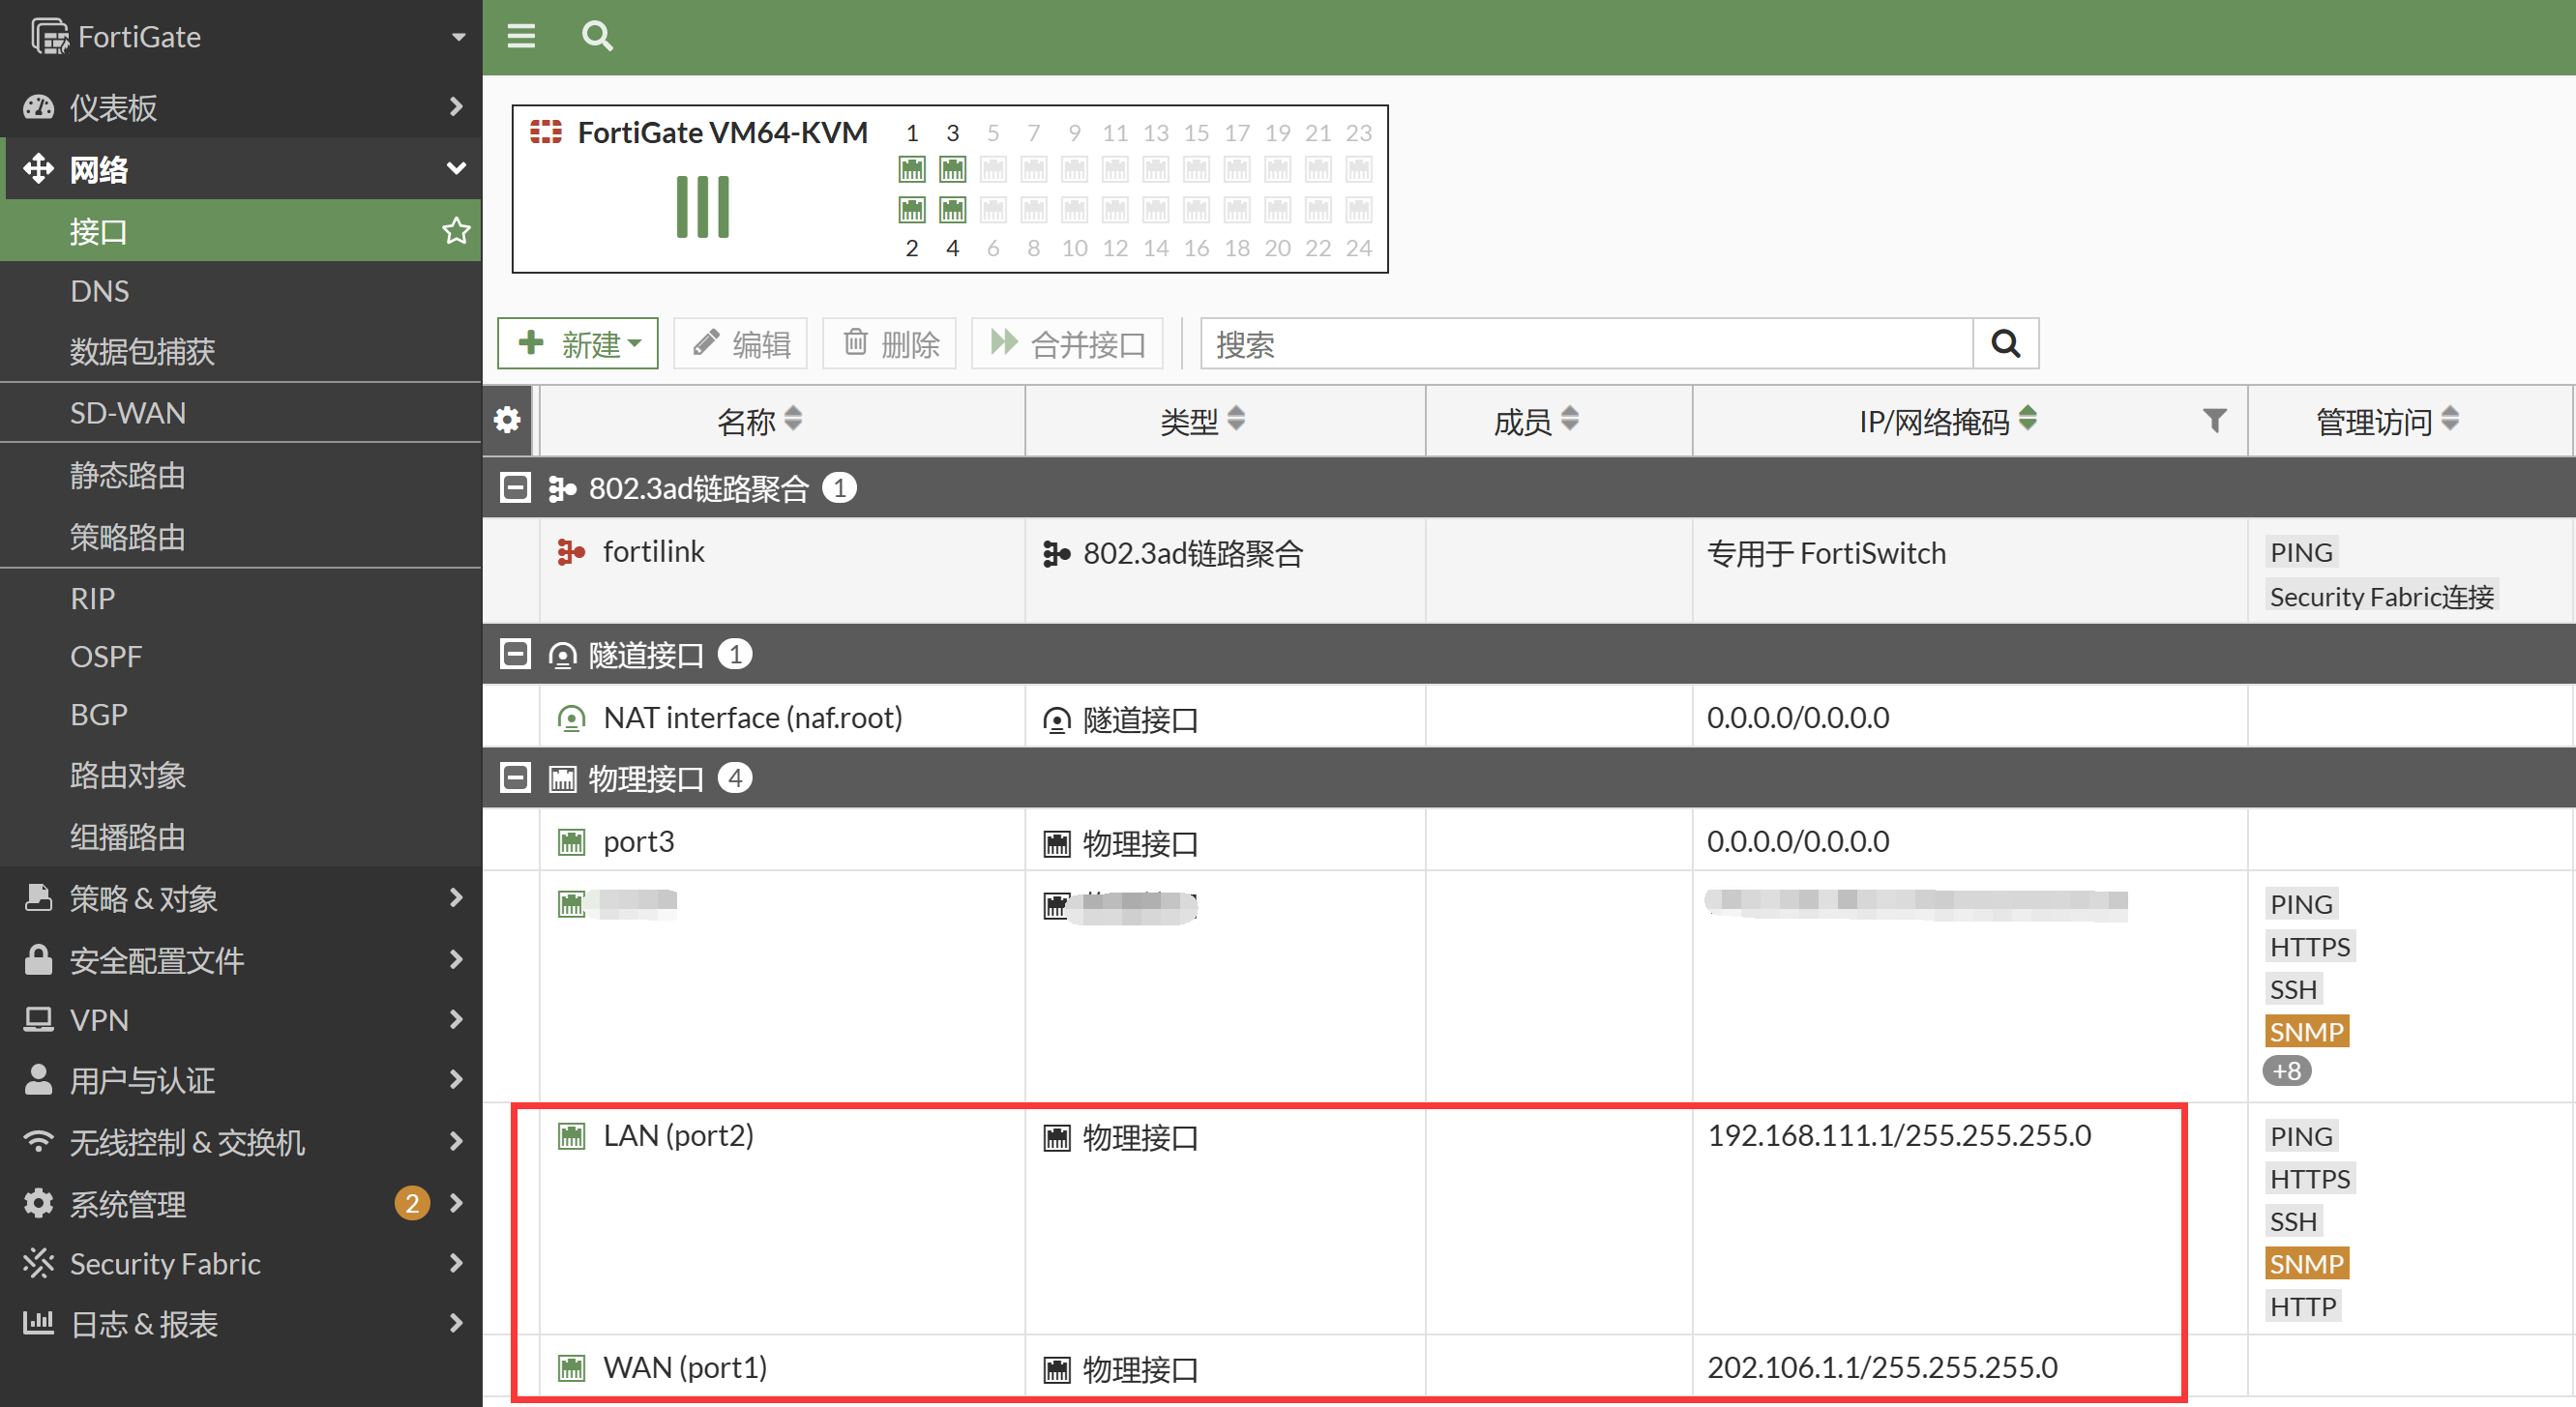 FortiGate
仪表板
网络
接口
DNS
数据包捕获
SD-WAN
静态路由
策略路由
RIP
OSPF
BGP
路由对象
组播路由
策略 & 对象
安全配置文件
VPN
用户与认证
无线控制 & 交换机
系统管理 2
Security Fabric
日志 & 报表
FortiGate VM64-KVM
1 3 5 7 9 11 13 15 17 19 21 23
2 4 6 8 10 12 14 16 18 20 22 24
新建 编辑 删除 合并接口 搜索
名称 类型 成员 IP/网络掩码 管理访问
802.3ad链路聚合 1
fortilink 802.3ad链路聚合 专用于 FortiSwitch PING
Security Fabric连接
隧道接口 1
NAT interface (naf.root) 隧道接口 0.0.0.0/0.0.0.0
物理接口 4
port3 物理接口 0.0.0.0/0.0.0.0
PING
HTTPS
SSH
SNMP
+8
LAN (port2) 物理接口 192.168.111.1/255.255.255.0 PING
HTTPS
SSH
SNMP
HTTP
WAN (port1) 物理接口 202.106.1.1/255.255.255.0